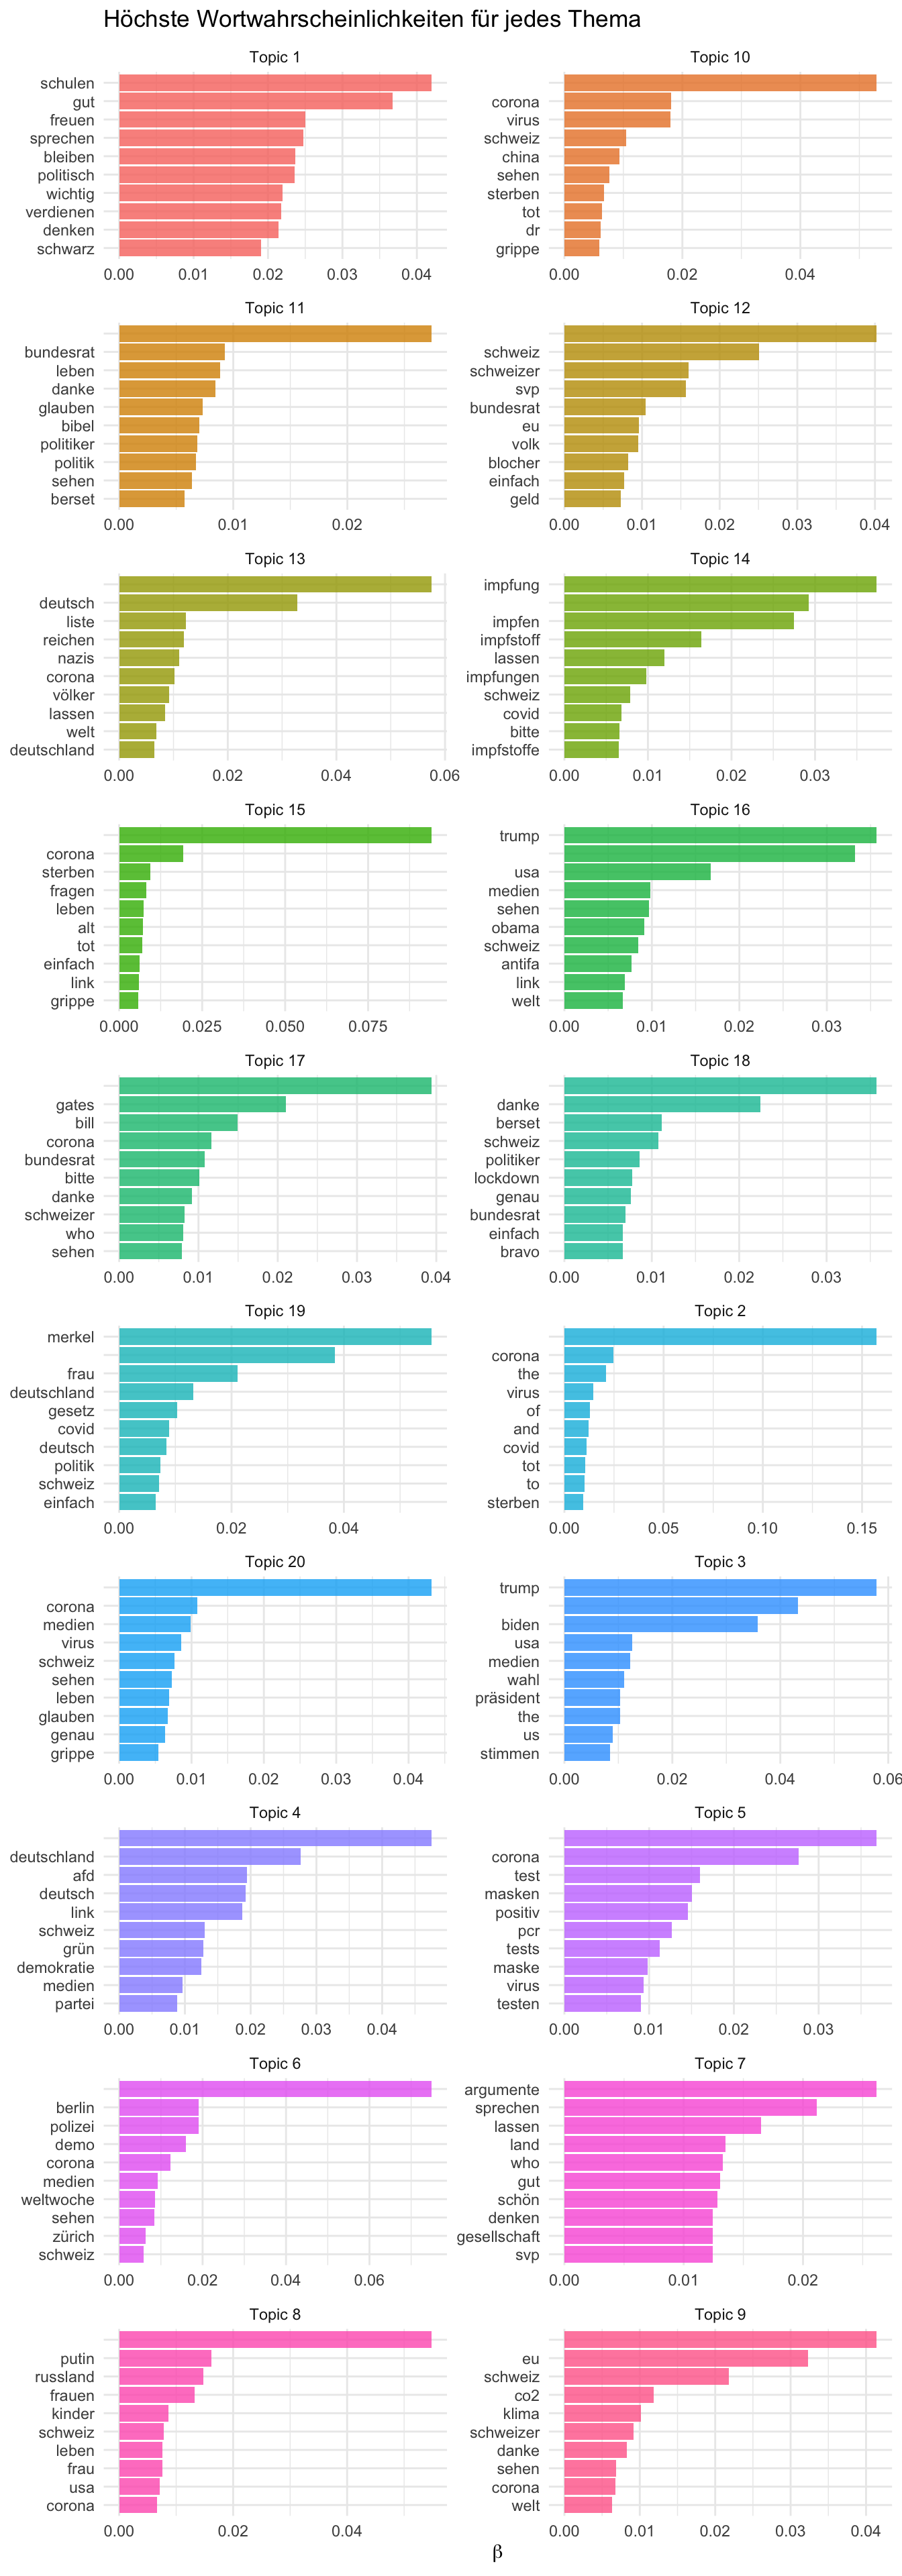 Höchste Wortwahrscheinlichkeiten für jedes Thema
Topic 1
schulen
gut
freuen
sprechen
bleiben
politisch
wichtig
verdienen
denken
schwarz
0.00 0.01 0.02 0.03 0.04
Topic 10
corona
virus
schweiz
china
sehen
sterben
tot
dr
grippe
0.00 0.02 0.04
Topic 11
bundesrat
leben
danke
glauben
bibel
politiker
politik
sehen
berset
0.00 0.01 0.02
Topic 12
schweiz
schweizer
svp
bundesrat
eu
volk
blocher
einfach
geld
0.00 0.01 0.02 0.03 0.04
Topic 13
deutsch
liste
reichen
nazis
corona
völker
lassen
welt
deutschland
0.00 0.02 0.04 0.06
Topic 14
impfung
impfen
impfstoff
lassen
impfungen
schweiz
covid
bitte
impfstoffe
0.00 0.01 0.02 0.03
Topic 15
corona
sterben
fragen
leben
alt
tot
einfach
link
grippe
0.000 0.025 0.050 0.075
Topic 16
trump
usa
medien
sehen
obama
schweiz
antifa
link
welt
0.00 0.01 0.02 0.03
Topic 17
gates
bill
corona
bundesrat
bitte
danke
schweizer
who
sehen
0.00 0.01 0.02 0.03 0.04
Topic 18
danke
berset
schweiz
politiker
lockdown
genau
bundesrat
einfach
bravo
0.00 0.01 0.02 0.03
Topic 19
merkel
frau
deutschland
gesetz
covid
deutsch
politik
schweiz
einfach
0.00 0.02 0.04
Topic 2
corona
the
virus
of
and
covid
tot
to
sterben
0.00 0.05 0.10 0.15
Topic 20
corona
medien
virus
schweiz
sehen
leben
glauben
genau
grippe
0.00 0.01 0.02 0.03 0.04
Topic 3
trump
biden
usa
medien
wahl
präsident
the
us
stimmen
0.00 0.02 0.04 0.06
Topic 4
deutschland
afd
deutsch
link
schweiz
grün
demokratie
medien
partei
0.00 0.01 0.02 0.03 0.04
Topic 5
corona
test
masken
positiv
pcr
tests
maske
virus
testen
0.00 0.01 0.02 0.03
Topic 6
berlin
polizei
demo
corona
medien
weltwoche
sehen
zürich
schweiz
0.00 0.02 0.04 0.06
Topic 7
argumente
sprechen
lassen
land
who
gut
schön
denken
gesellschaft
svp
0.00 0.01 0.02
Topic 8
putin
russland
frauen
kinder
schweiz
leben
frau
usa
corona
0.00 0.02 0.04
Topic 9
eu
schweiz
co2
klima
schweizer
danke
sehen
corona
welt
0.00 0.01 0.02 0.03 0.04
β